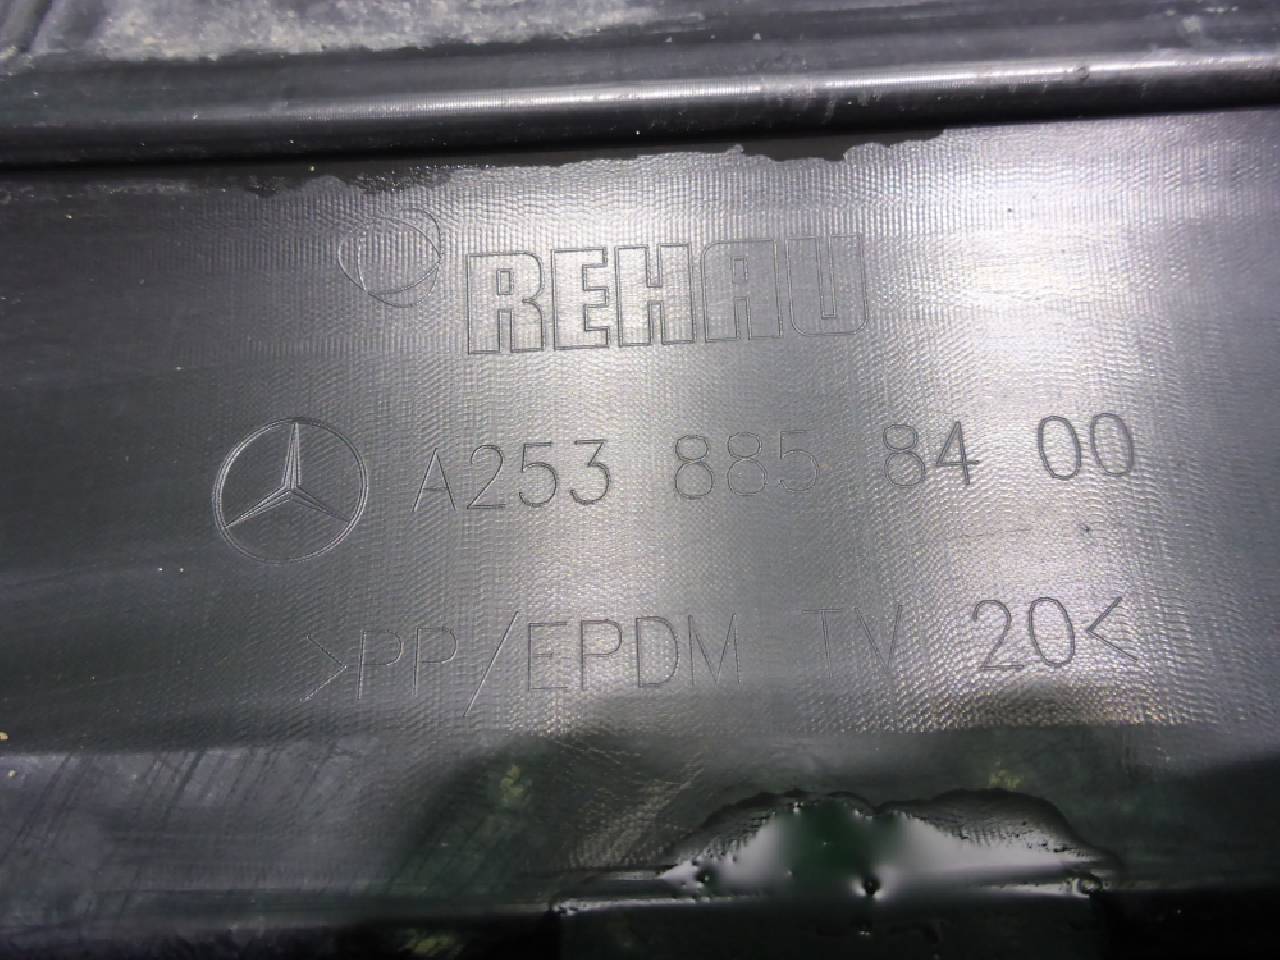 REHAU
A253 885 84 00
>PP/EPDM TV 20<